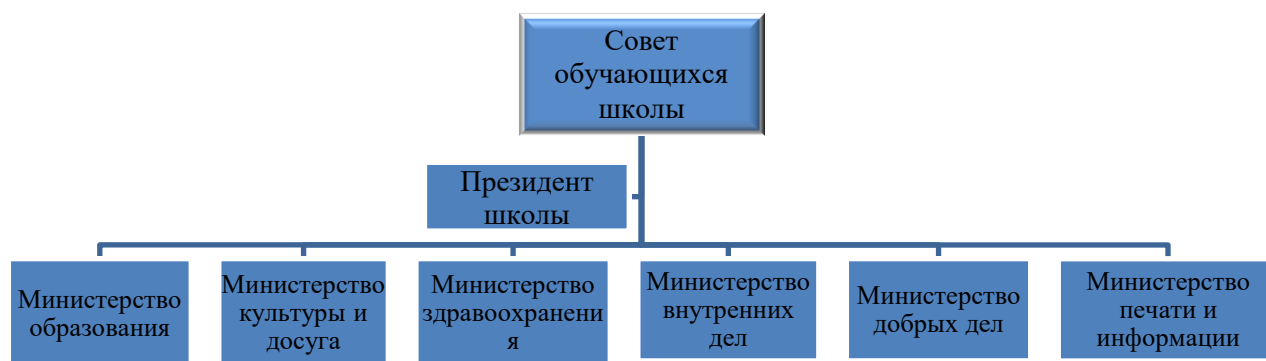 Совет
обучающихся
школы
Президент
школы
Министерство
образования
Министерство
культуры и
досуга
Министерство
здравоохранени
я
Министерство
внутренних
дел
Министерство
добрых дел
Министерство
печати и
информации